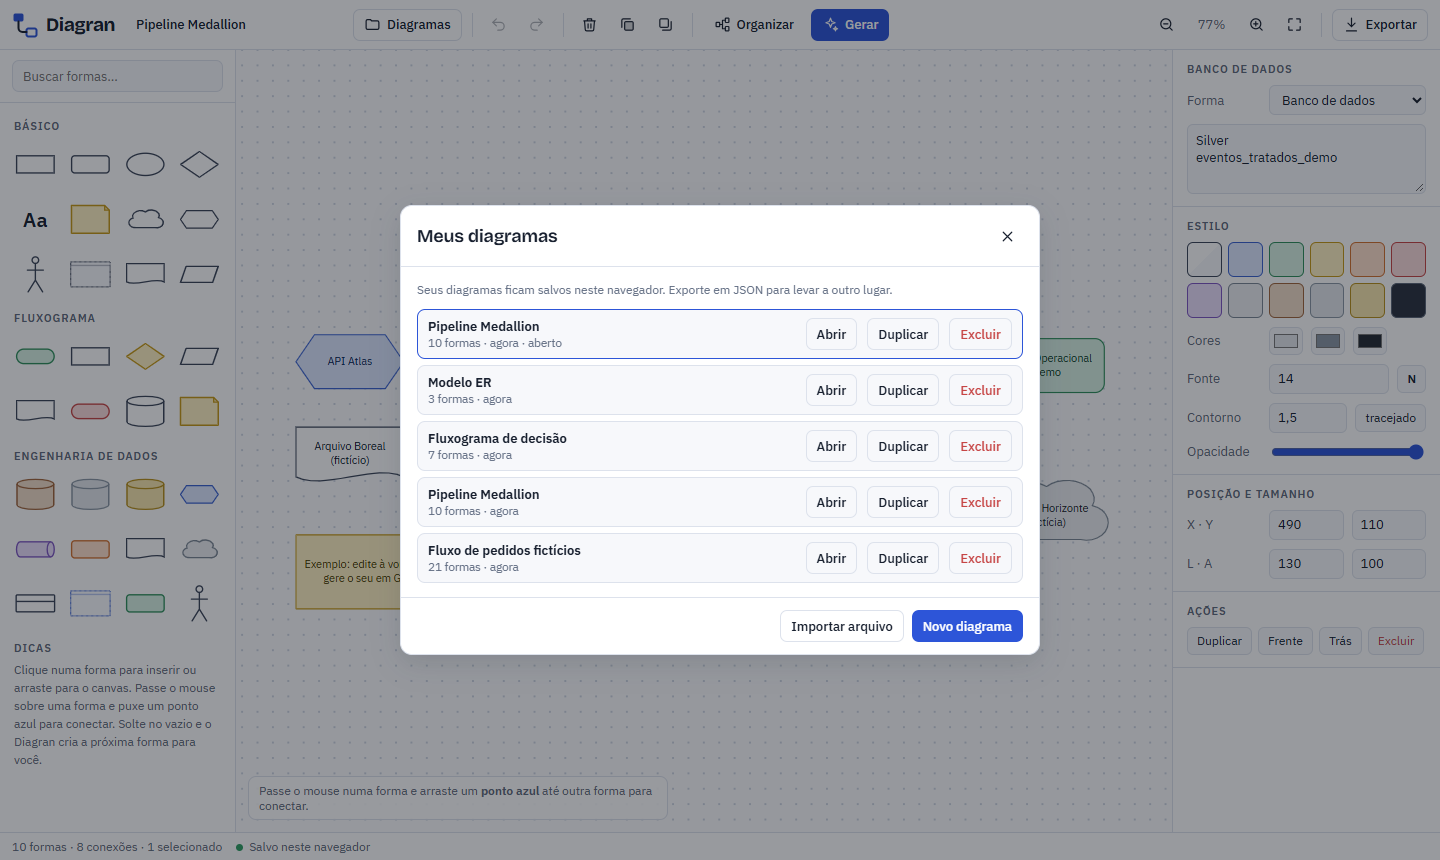 Diagran
Pipeline Medallion
Diagramas
Organizar
Gerar
77%
Exportar
Buscar formas...
BÁSICO
Aa
FLUXOGRAMA
ENGENHARIA DE DADOS
DICAS
Clique numa forma para inserir ou
arraste para o canvas. Passe o mouse
sobre uma forma e puxe um ponto
azul para conectar. Solte no vazio e o
Diagran cria a próxima forma para
você.
API Atlas
Arquivo Boreal
(fictício)
Exemplo: edite à vo
gere o seu em G
Meus diagramas
Seus diagramas ficam salvos neste navegador. Exporte em JSON para levar a outro lugar.
Pipeline Medallion
10 formas · agora · aberto
Abrir Duplicar Excluir
Modelo ER
3 formas · agora
Abrir Duplicar Excluir
Fluxograma de decisão
7 formas · agora
Abrir Duplicar Excluir
Pipeline Medallion
10 formas · agora
Abrir Duplicar Excluir
Fluxo de pedidos fictícios
21 formas · agora
Abrir Duplicar Excluir
Importar arquivo
Novo diagrama
Horizonte
Passe o mouse numa forma e arraste um ponto azul até outra forma para
conectar.
BANCO DE DADOS
Forma Banco de dados
Silver
eventos_tratados_demo
ESTILO
Cores
Fonte 14 N
Contorno 1,5 tracejado
Opacidade
POSIÇÃO E TAMANHO
X · Y 490 110
L · A 130 100
AÇÕES
Duplicar Frente Trás Excluir
10 formas · 8 conexões · 1 selecionado
Salvo neste navegador